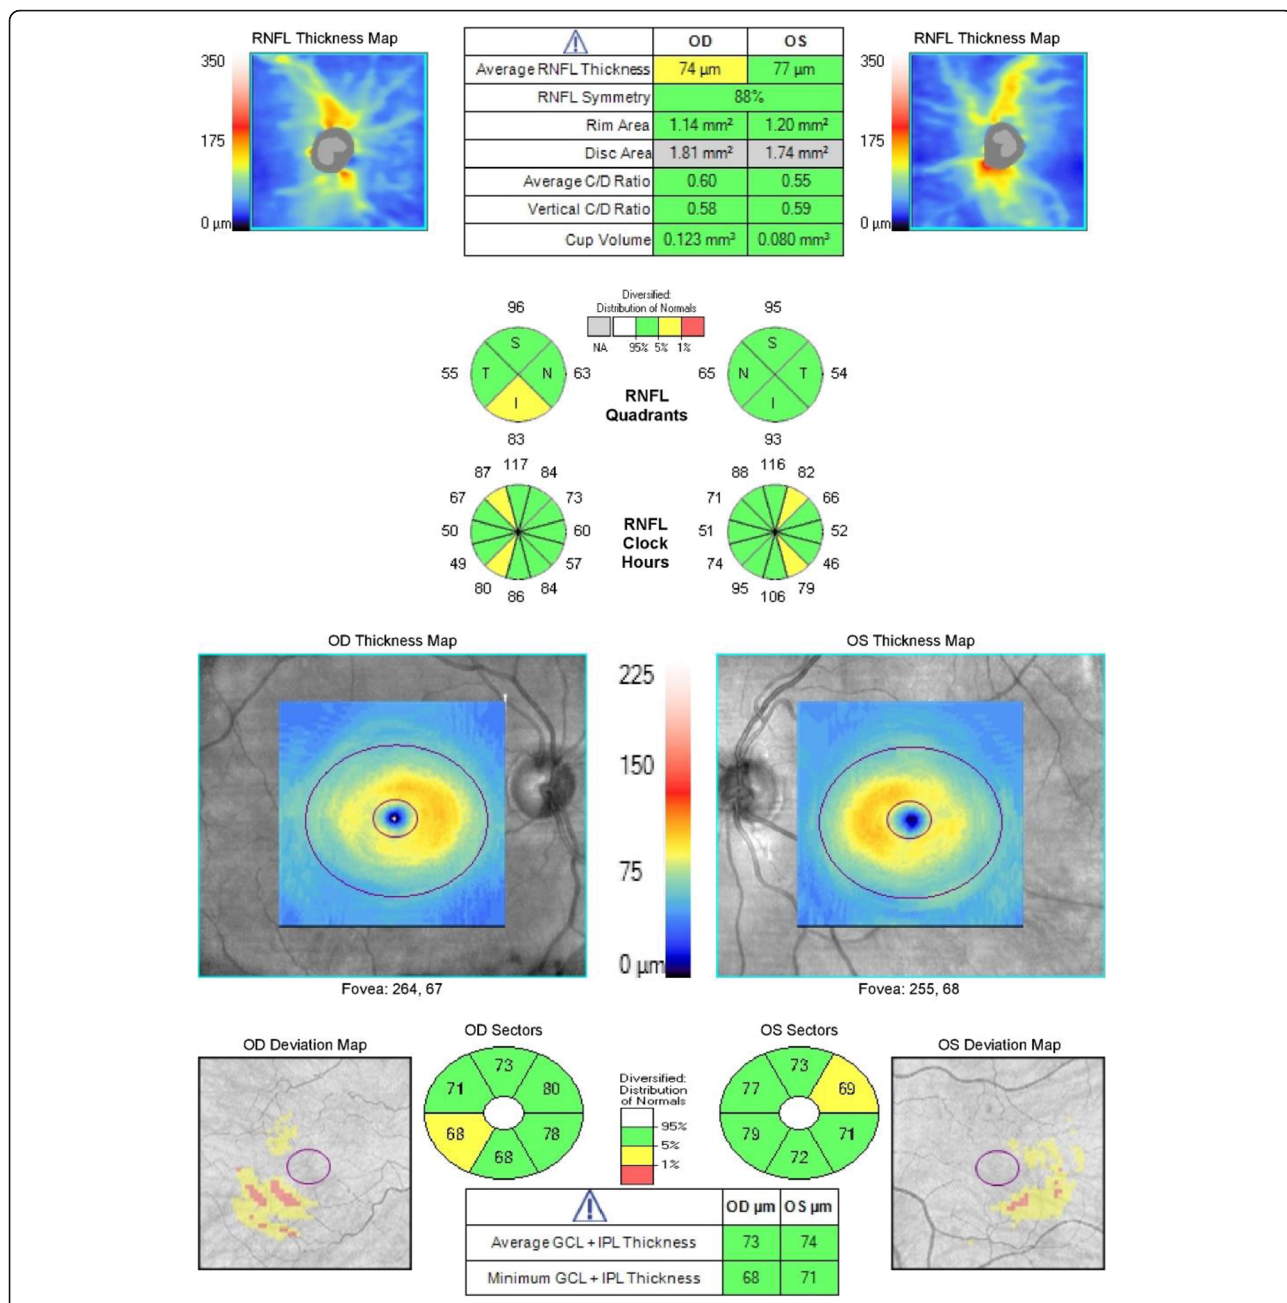 RNFL Thickness Map
RNFL Thickness Map
350
175
0 µm
350
175
0 µm
OD OS
Average RNFL Thickness 74 µm 77 µm
RNFL Symmetry 88%
Rim Area 1.14 mm² 1.20 mm²
Disc Area 1.81 mm² 1.74 mm²
Average C/D Ratio 0.60 0.55
Vertical C/D Ratio 0.58 0.59
Cup Volume 0.123 mm³ 0.080 mm³
Diversified:
Distribution of Normals
NA 95% 5% 1%
96
S
55 T N 63
I
83
RNFL
Quadrants
95
S
65 N T 54
I
93
87 117 84
67 73
50 60
49 57
80 86 84
RNFL
Clock
Hours
88 116 82
71 66
51 52
74 46
95 106 79
OD Thickness Map
OS Thickness Map
225
150
75
0 µm
Fovea: 264, 67
Fovea: 255, 68
OD Deviation Map
OD Sectors
73
71 80
68 78
68
Diversified:
Distribution
of Normals
95%
5%
1%
OS Sectors
73
77 69
79 71
72
OS Deviation Map
OD µm OS µm
Average GCL + IPL Thickness 73 74
Minimum GCL + IPL Thickness 68 71